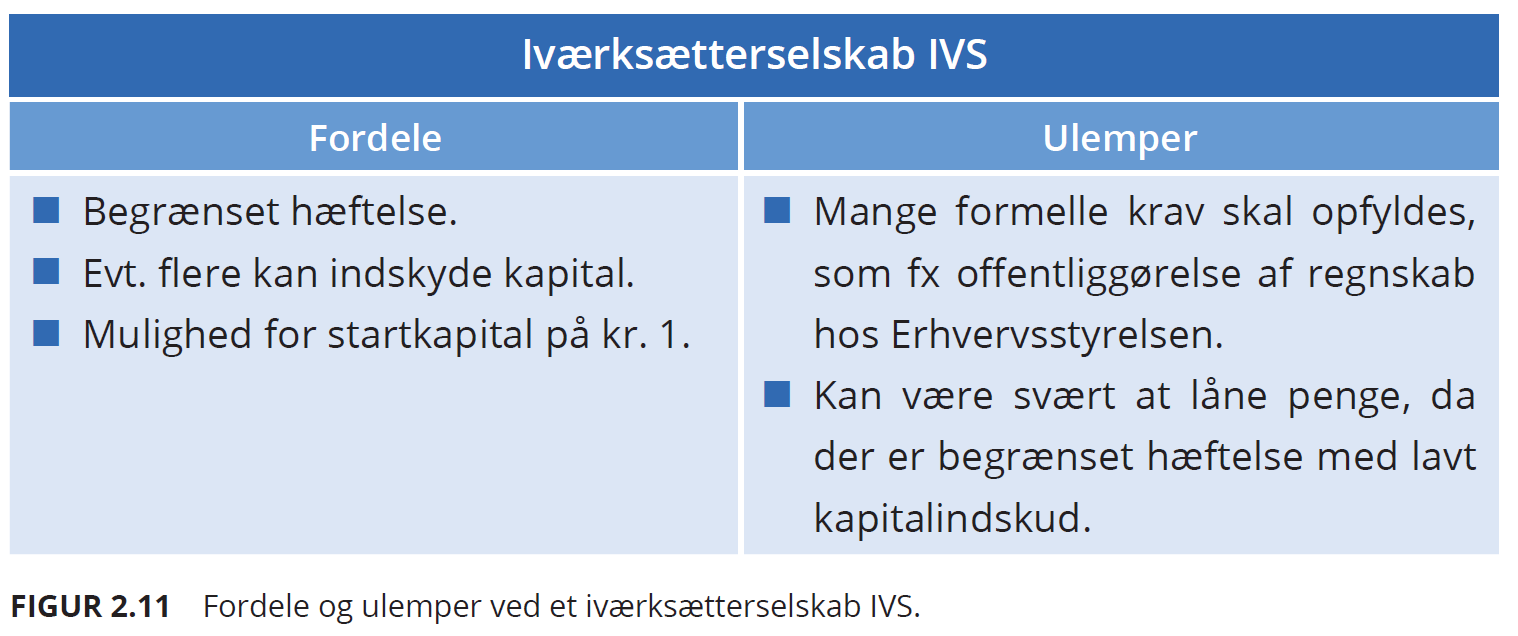 Iværksætterselskab IVS
Fordele
Ulemper
Begrænset hæftelse.
Evt. flere kan indskyde kapital.
Mulighed for startkapital på kr. 1.
Mange formelle krav skal opfyldes,
som fx offentliggørelse af regnskab
hos Erhvervsstyrelsen.
Kan være svært at låne penge, da
der er begrænset hæftelse med lavt
kapitalindskud.
FIGUR 2.11 Fordele og ulemper ved et iværksætterselskab IVS.